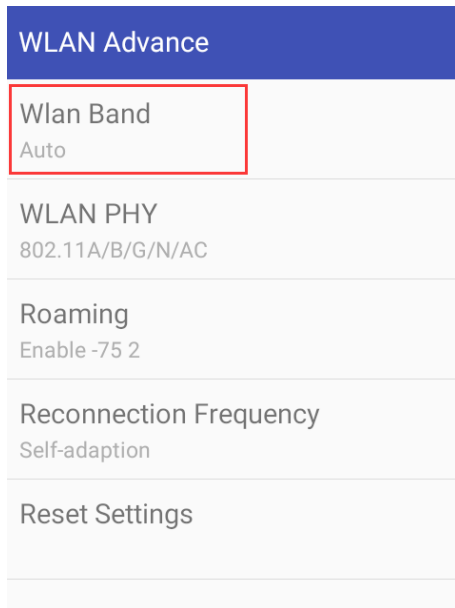 WLAN Advance
Wlan Band
Auto
WLAN PHY
802.11A/B/G/N/AC
Roaming
Enable -75 2
Reconnection Frequency
Self-adaption
Reset Settings